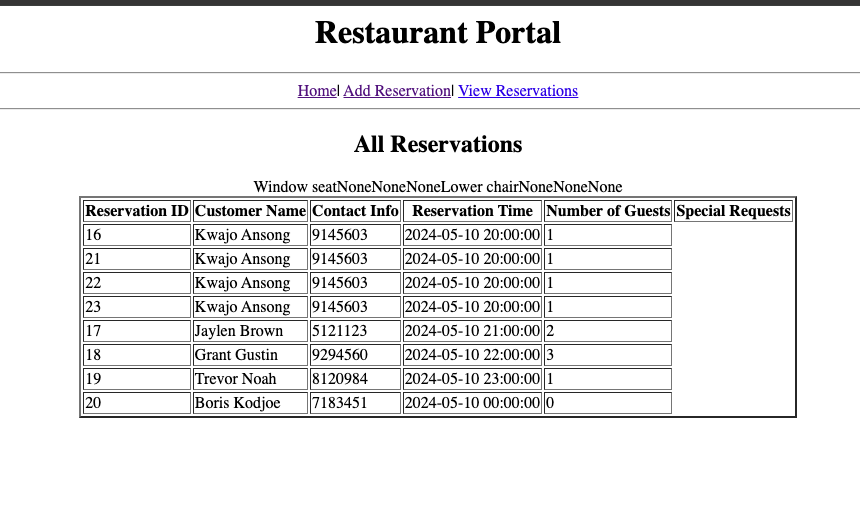 Restaurant Portal
Home| Add Reservation| View Reservations
All Reservations
Window seatNoneNoneNoneLower chairNoneNoneNone
Reservation ID Customer Name Contact Info Reservation Time Number of Guests Special Requests
16 Kwajo Ansong 9145603 2024-05-10 20:00:00 1
21 Kwajo Ansong 9145603 2024-05-10 20:00:00 1
22 Kwajo Ansong 9145603 2024-05-10 20:00:00 1
23 Kwajo Ansong 9145603 2024-05-10 20:00:00 1
17 Jaylen Brown 5121123 2024-05-10 21:00:00 2
18 Grant Gustin 9294560 2024-05-10 22:00:00 3
19 Trevor Noah 8120984 2024-05-10 23:00:00 1
20 Boris Kodjoe 7183451 2024-05-10 00:00:00 0